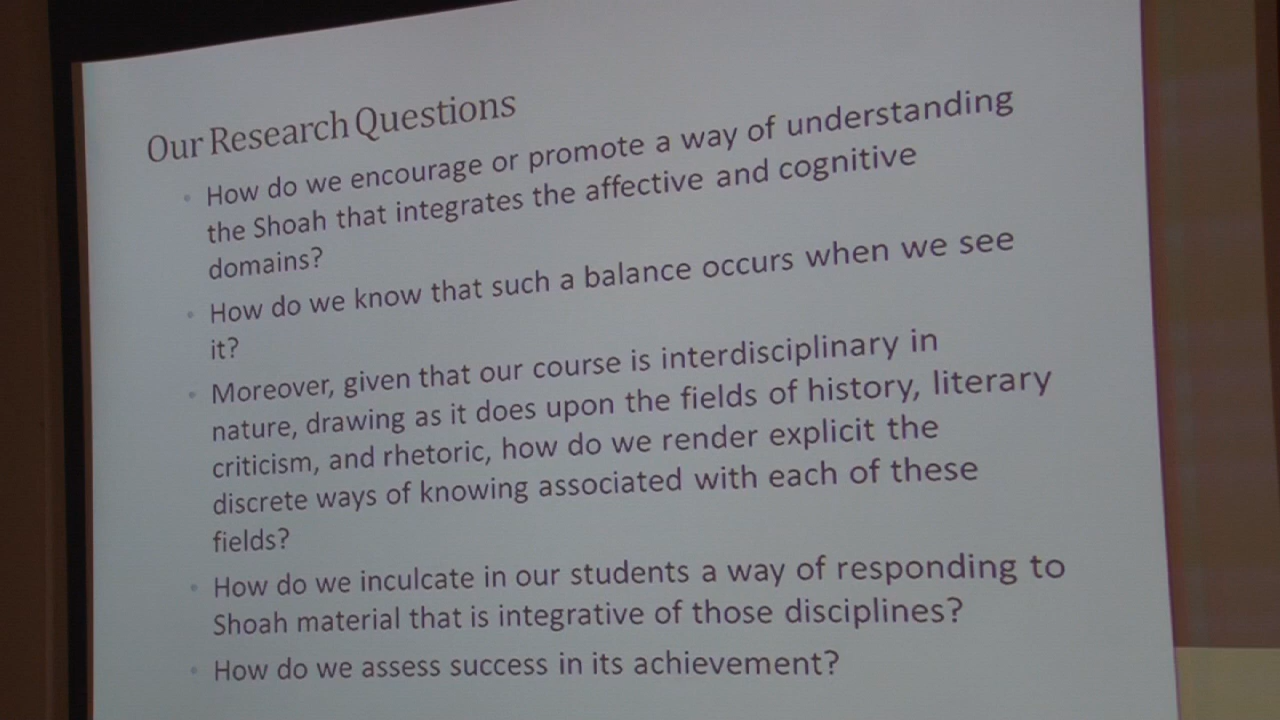 Our Research Questions
• How do we encourage or promote a way of understanding
the Shoah that integrates the affective and cognitive
domains?
• How do we know that such a balance occurs when we see
it?
• Moreover, given that our course is interdisciplinary in
nature, drawing as it does upon the fields of history, literary
criticism, and rhetoric, how do we render explicit the
discrete ways of knowing associated with each of these
fields?
• How do we inculcate in our students a way of responding to
Shoah material that is integrative of those disciplines?
• How do we assess success in its achievement?